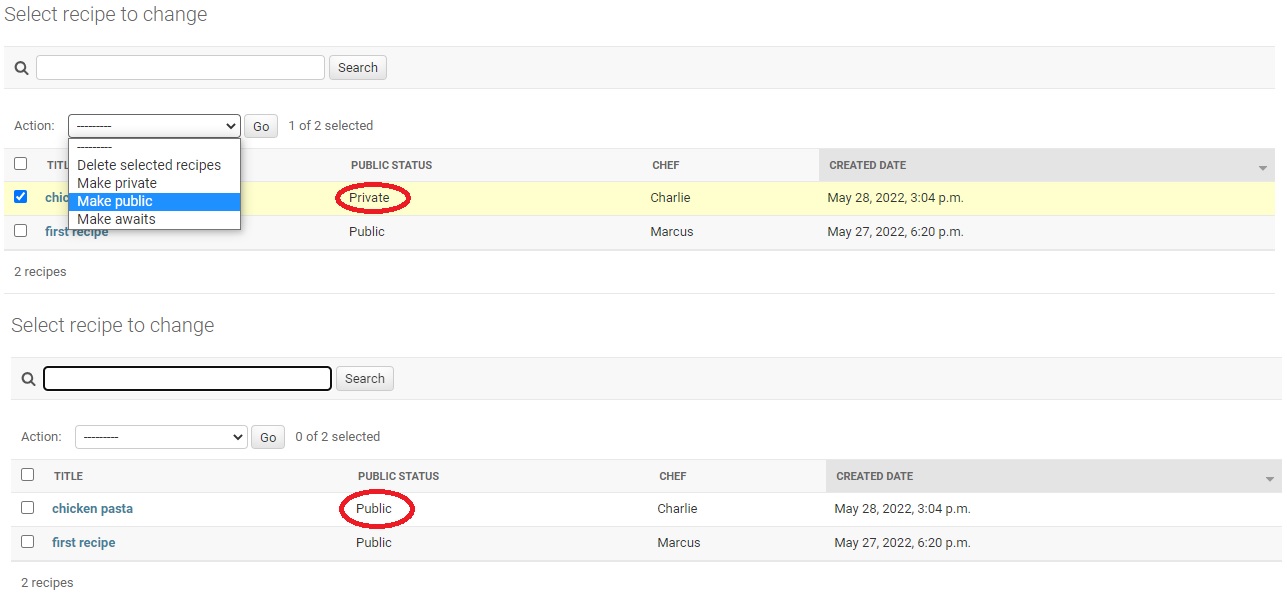 Select recipe to change
Search
Action: --------- Go 1 of 2 selected
---------
Delete selected recipes
Make private
Make public
Make awaits
PUBLIC STATUS CHEF CREATED DATE
Private Charlie May 28, 2022, 3:04 p.m.
first recipe Public Marcus May 27, 2022, 6:20 p.m.
2 recipes
Select recipe to change
Search
Action: --------- Go 0 of 2 selected
TITLE PUBLIC STATUS CHEF CREATED DATE
chicken pasta Public Charlie May 28, 2022, 3:04 p.m.
first recipe Public Marcus May 27, 2022, 6:20 p.m.
2 recipes